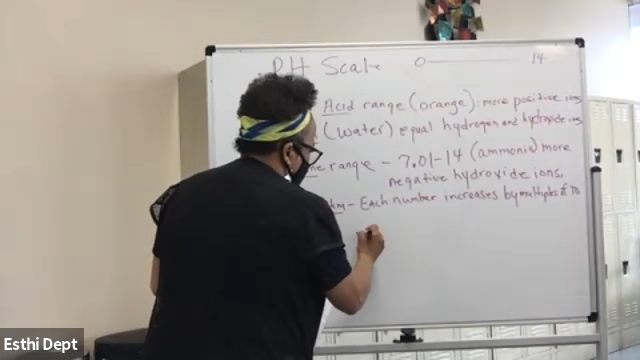 PH Scale 0 14
Acid range (orange): more positive ions
(water) equal hydrogen and hydroxide ions
range - 7.01-14 (ammonia) more
negative hydroxide ions.
Each number increases by multiples of 10
Esthi Dept